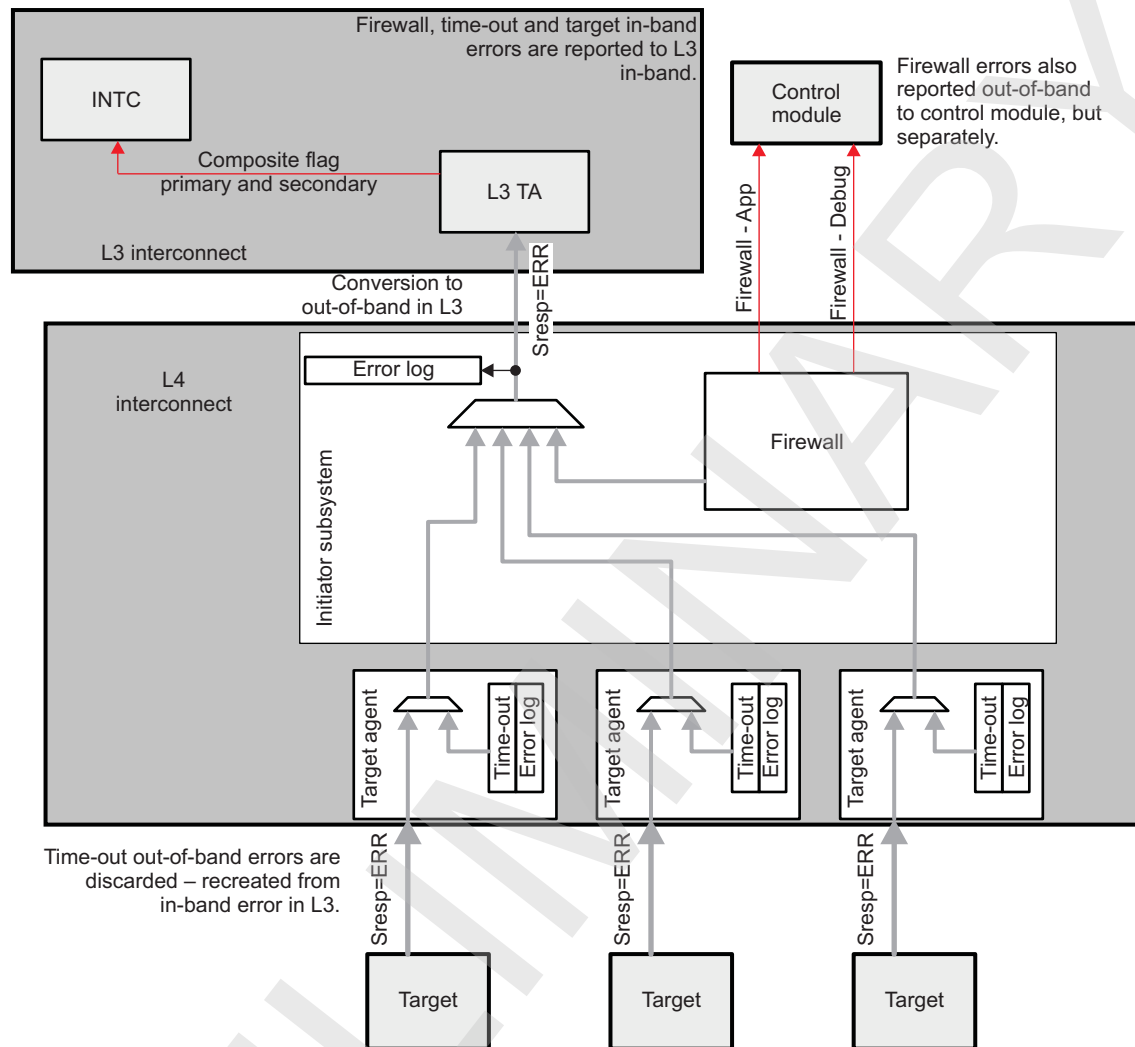 Firewall, time-out and target in-band
errors are reported to L3
in-band.
INTC
Composite flag
primary and secondary
L3 TA
L3 interconnect
Control
module
Firewall errors also
reported out-of-band
to control module, but
separately.
Conversion to
out-of-band in L3
Sresp=ERR
Firewall - App
Firewall - Debug
L4
interconnect
Error log
Firewall
Initiator subsystem
Target agent
Time-out
Error log
Target agent
Time-out
Error log
Target agent
Time-out
Error log
Time-out out-of-band errors are
discarded – recreated from
in-band error in L3.
Sresp=ERR
Sresp=ERR
Sresp=ERR
Target
Target
Target